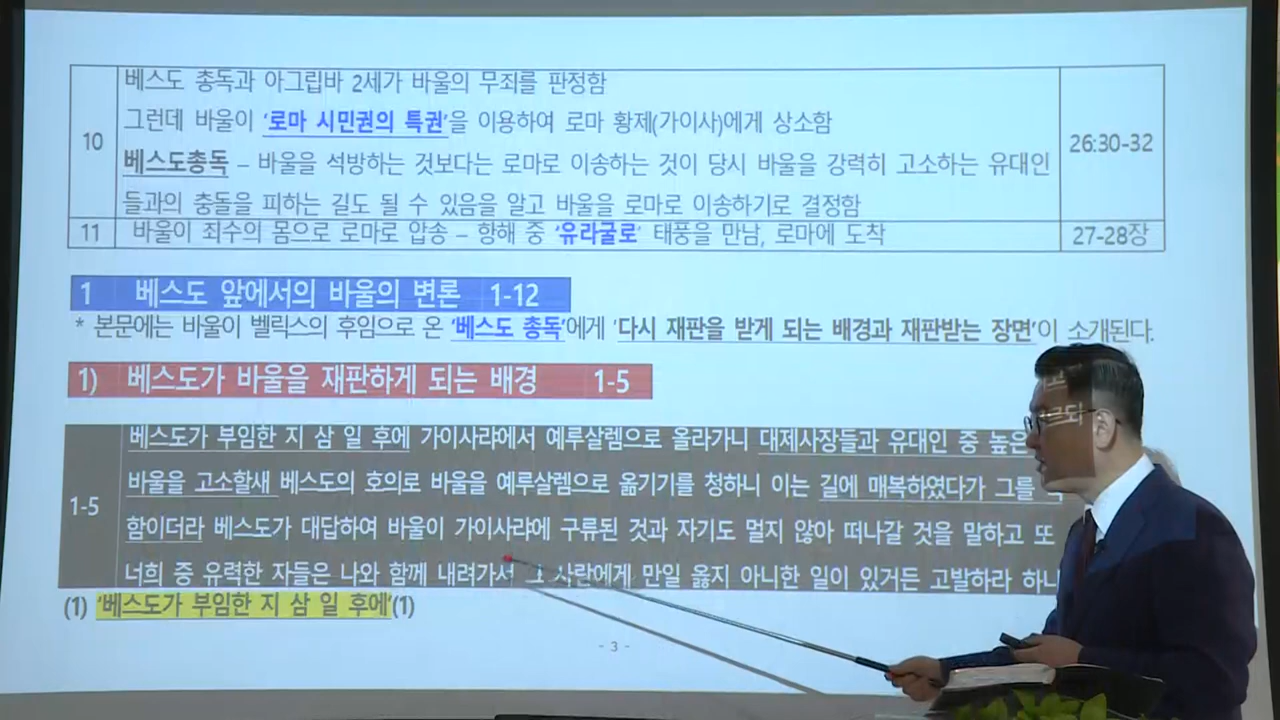 베스도 총독과 아그립바 2세가 바울의 무죄를 판정함
그런데 바울이 '로마 시민권의 특권'을 이용하여 로마 황제(가이사)에게 상소함
10
26:30-32
베스도총독 – 바울을 석방하는 것보다는 로마로 이송하는 것이 당시 바울을 강력히 고소하는 유대인
들과의 충돌을 피하는 길도 될 수 있음을 알고 바울을 로마로 이송하기로 결정함
11 바울이 죄수의 몸으로 로마로 압송 – 항해 중 '유라굴로' 태풍을 만남, 로마에 도착 27-28장
1 베스도 앞에서의 바울의 변론 1-12
* 본문에는 바울이 벨릭스의 후임으로 온 '베스도 총독'에게 '다시 재판을 받게 되는 배경과 재판받는 장면'이 소개된다.
1) 베스도가 바울을 재판하게 되는 배경 1-5
베스도가 부임한 지 삼 일 후에 가이사랴에서 예루살렘으로 올라가니 대제사장들과 유대인 중 높은
바울을 고소할새 베스도의 호의로 바울을 예루살렘으로 옮기기를 청하니 이는 길에 매복하였다가 그를
1-5
함이더라 베스도가 대답하여 바울이 가이사랴에 구류된 것과 자기도 멀지 않아 떠나갈 것을 말하고 또
너희 중 유력한 자들은 나와 함께 내려가서 그 사람에게 만일 옳지 아니한 일이 있거든 고발하라 하니
(1) '베스도가 부임한 지 삼 일 후에'(1)
- 3 -